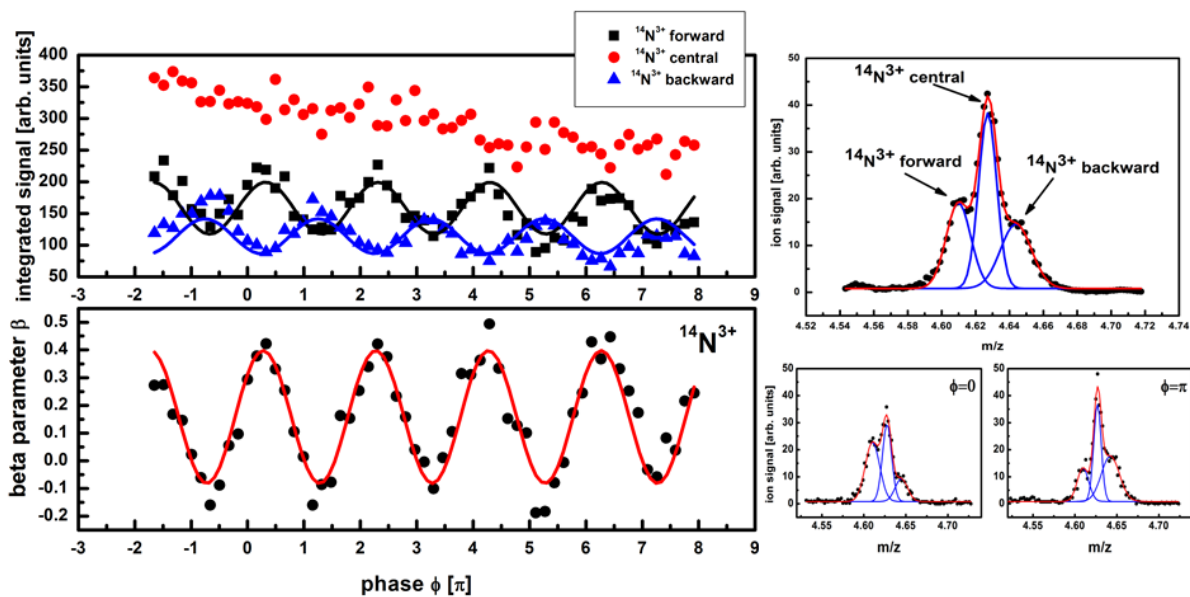 ¹⁴N³⁺ forward
¹⁴N³⁺ central
¹⁴N³⁺ backward
integrated signal [arb. units]
400
350
300
250
200
150
100
50
-3 -2 -1 0 1 2 3 4 5 6 7 8 9
beta parameter β
¹⁴N³⁺
0.5
0.4
0.3
0.2
0.1
0.0
-0.1
-0.2
-3 -2 -1 0 1 2 3 4 5 6 7 8 9
phase ϕ [π]
ion signal [arb. units]
50
40
30
20
10
0
¹⁴N³⁺ central
¹⁴N³⁺ forward
¹⁴N³⁺ backward
4.52 4.54 4.56 4.58 4.60 4.62 4.64 4.66 4.68 4.70 4.72 4.74
m/z
ion signal [arb. units]
50
40
30
20
10
0
ϕ=0
4.55 4.60 4.65 4.70
m/z
50
40
30
20
10
0
ϕ=π
4.55 4.60 4.65 4.70
m/z